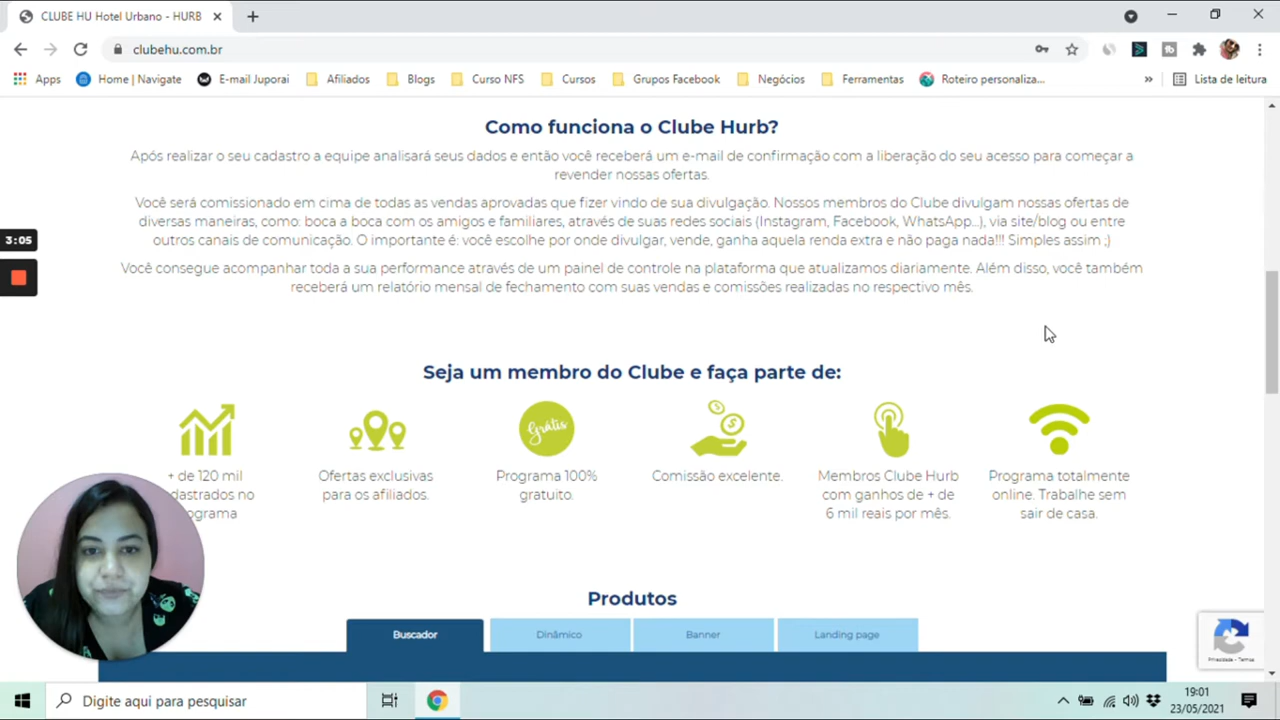 CLUBE HU Hotel Urbano - HURB
clubehu.com.br
Apps Home | Navigate E-mail Juporai Afiliados Blogs Curso NFS Cursos Grupos Facebook Negócios Ferramentas Roteiro personaliza... » Lista de leitura
Como funciona o Clube Hurb?
Após realizar o seu cadastro a equipe analisará seus dados e então você receberá um e-mail de confirmação com a liberação do seu acesso para começar a
revender nossas ofertas.
Você será comissionado em cima de todas as vendas aprovadas que fizer vindo de sua divulgação. Nossos membros do Clube divulgam nossas ofertas de
diversas maneiras, como: boca a boca com os amigos e familiares, através de suas redes sociais (Instagram, Facebook, WhatsApp...), via site/blog ou entre
outros canais de comunicação. O importante é: você escolhe por onde divulgar, vende, ganha aquela renda extra e não paga nada!!! Simples assim ;)
3:05
Você consegue acompanhar toda a sua performance através de um painel de controle na plataforma que atualizamos diariamente. Além disso, você também
receberá um relatório mensal de fechamento com suas vendas e comissões realizadas no respectivo mês.
Seja um membro do Clube e faça parte de:
Grátis
+ de 120 mil
dastrados no
ograma
Ofertas exclusivas
para os afiliados.
Programa 100%
gratuito.
Comissão excelente.
Membros Clube Hurb
com ganhos de + de
6 mil reais por mês.
Programa totalmente
online. Trabalhe sem
sair de casa.
Produtos
Buscador Dinâmico Banner Landing page
Privacidade - Termos
Digite aqui para pesquisar
19:01
23/05/2021